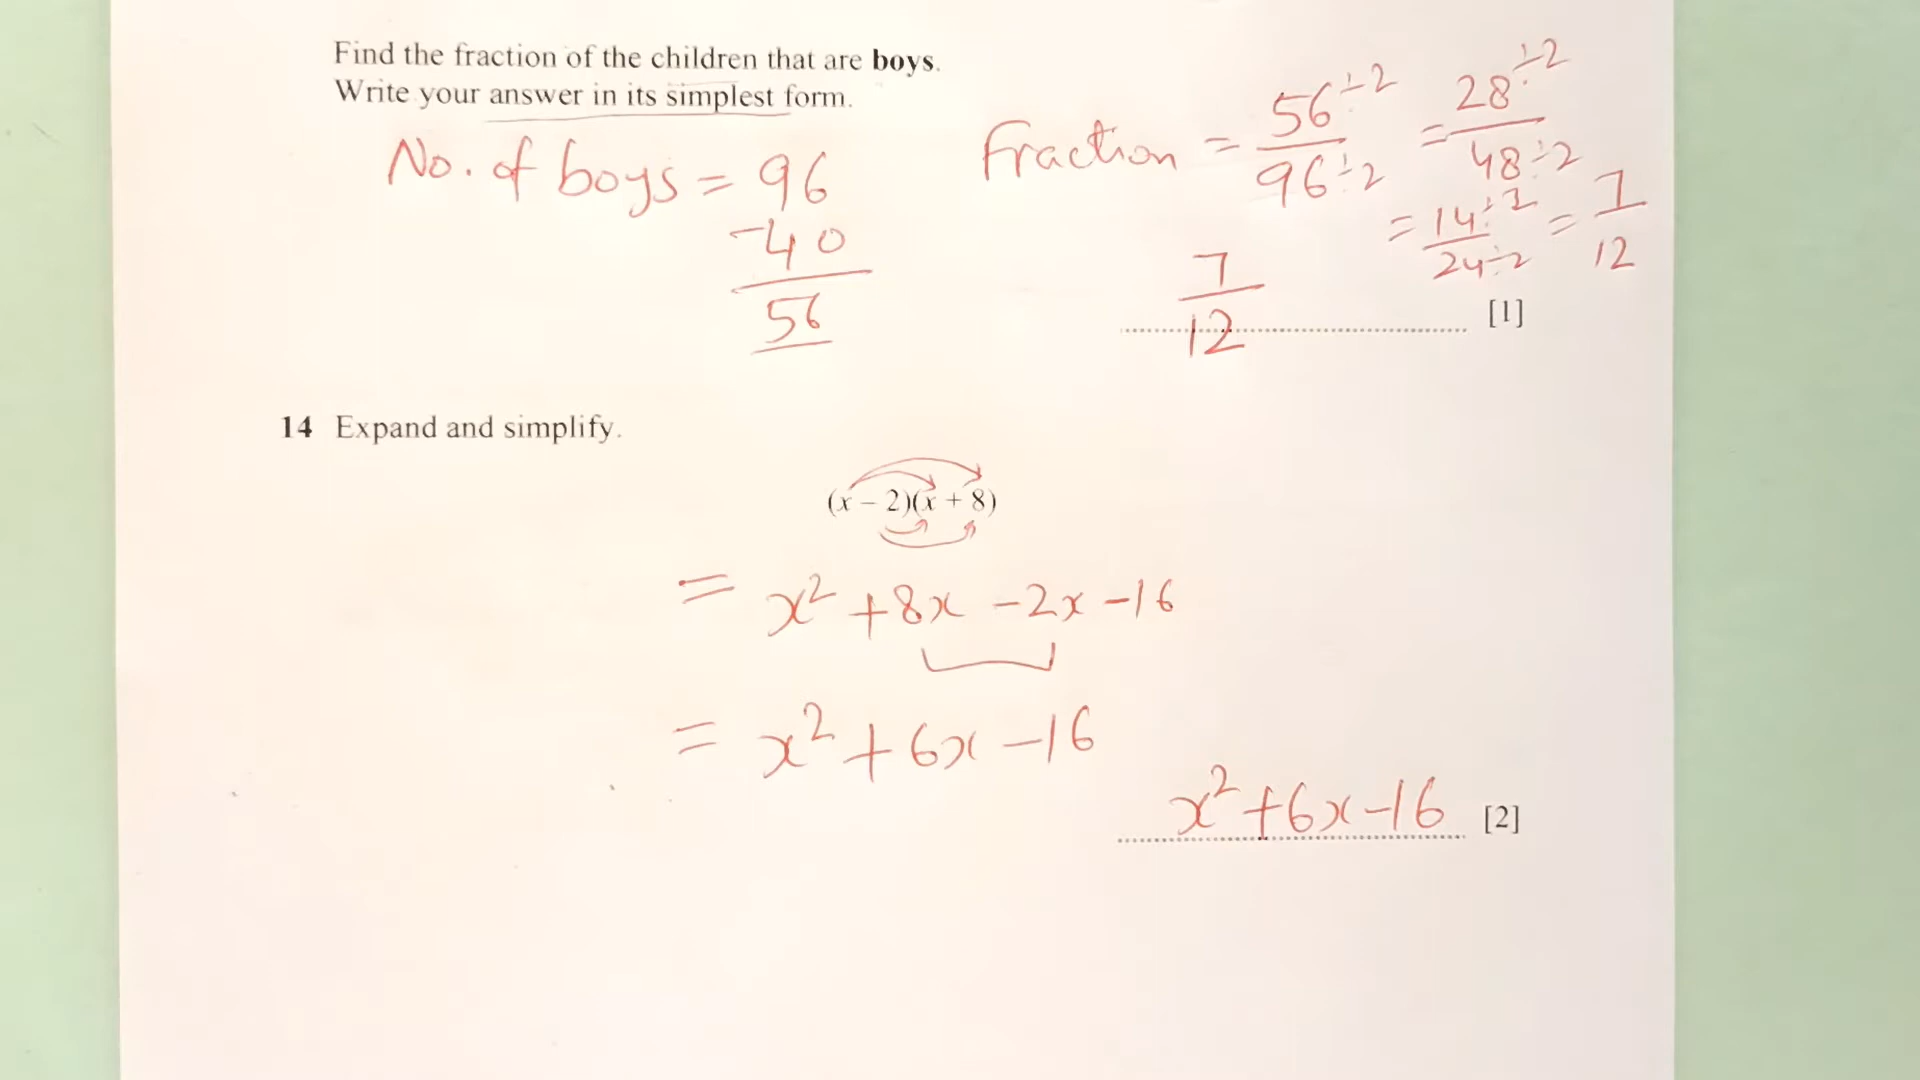 Find the fraction of the children that are boys.
Write your answer in its simplest form.
No. of boys = 96
-40
56
Fraction = 56÷2/96÷2 = 28÷2/48÷2
= 14÷2/24÷2 = 7/12
7/12 [1]
14 Expand and simplify.
(x – 2)(x + 8)
= x² +8x -2x -16
= x² + 6x -16
x² +6x -16 [2]